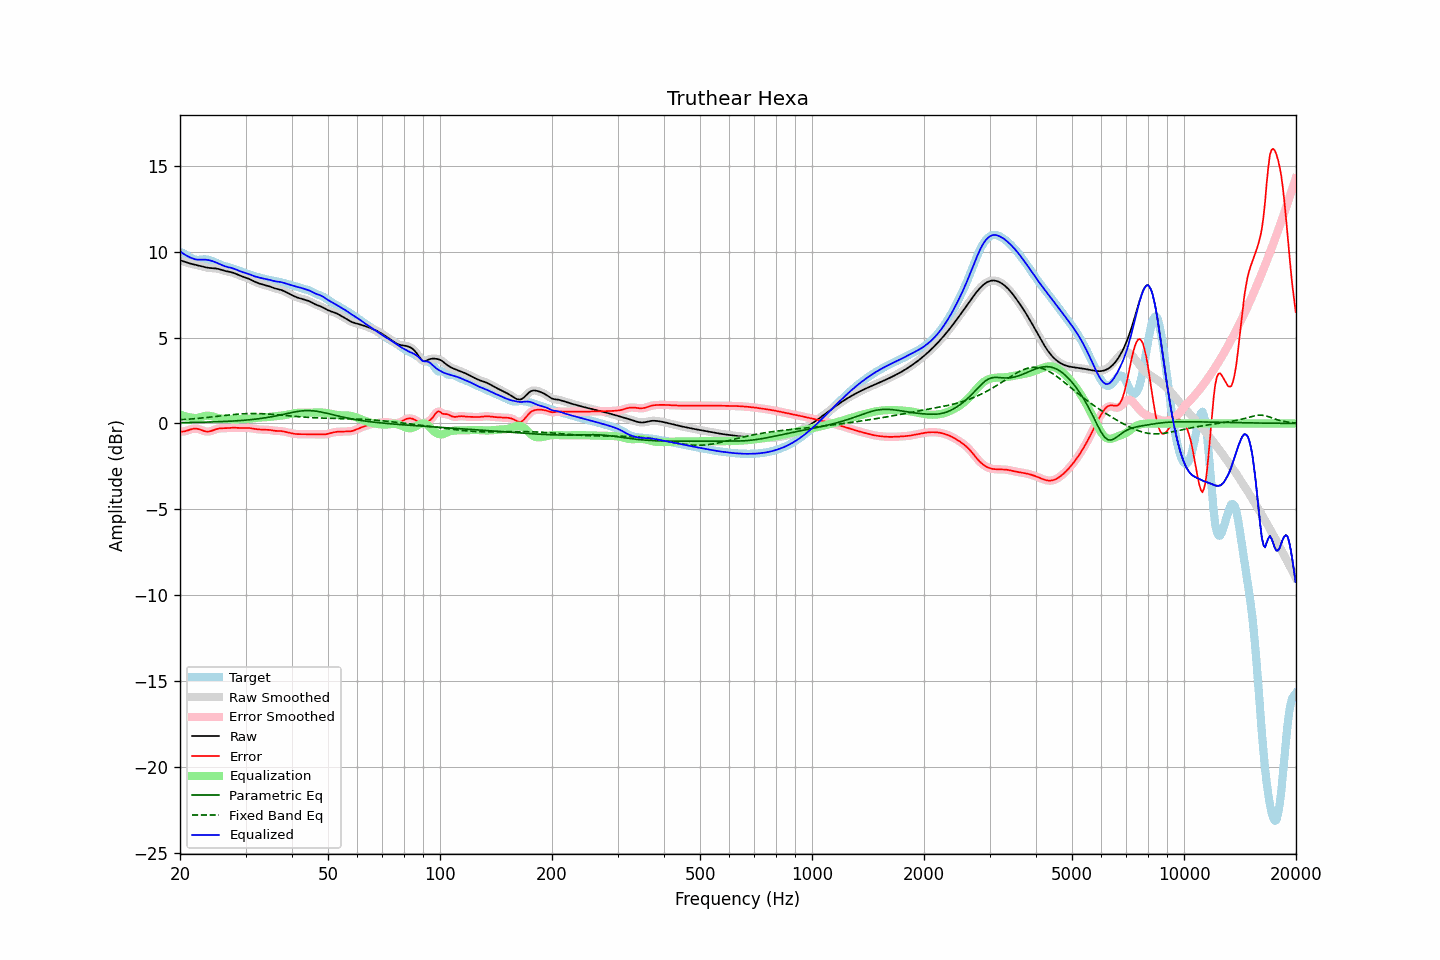 Truthear Hexa
Amplitude (dBr)
15
10
5
0
−5
−10
−15
−20
−25
Target
Raw Smoothed
Error Smoothed
Raw
Error
Equalization
Parametric Eq
Fixed Band Eq
Equalized
20 50 100 200 500 1000 2000 5000 10000 20000
Frequency (Hz)